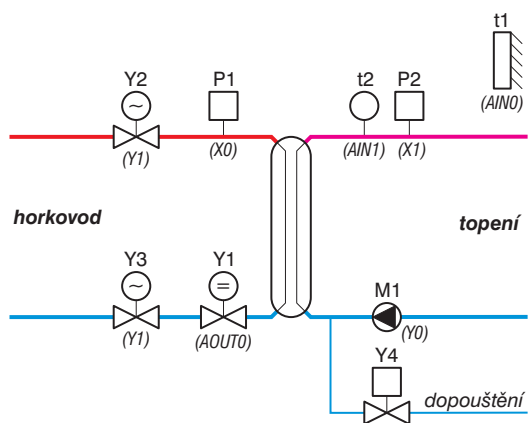 t1
Y2 P1 t2 P2
~
(AIN0)
(Y1) (X0) (AIN1) (X1)
horkovod topení
Y3 Y1 M1
~ =
(Y1) (AOUT0) (Y0)
Y4
dopouštění